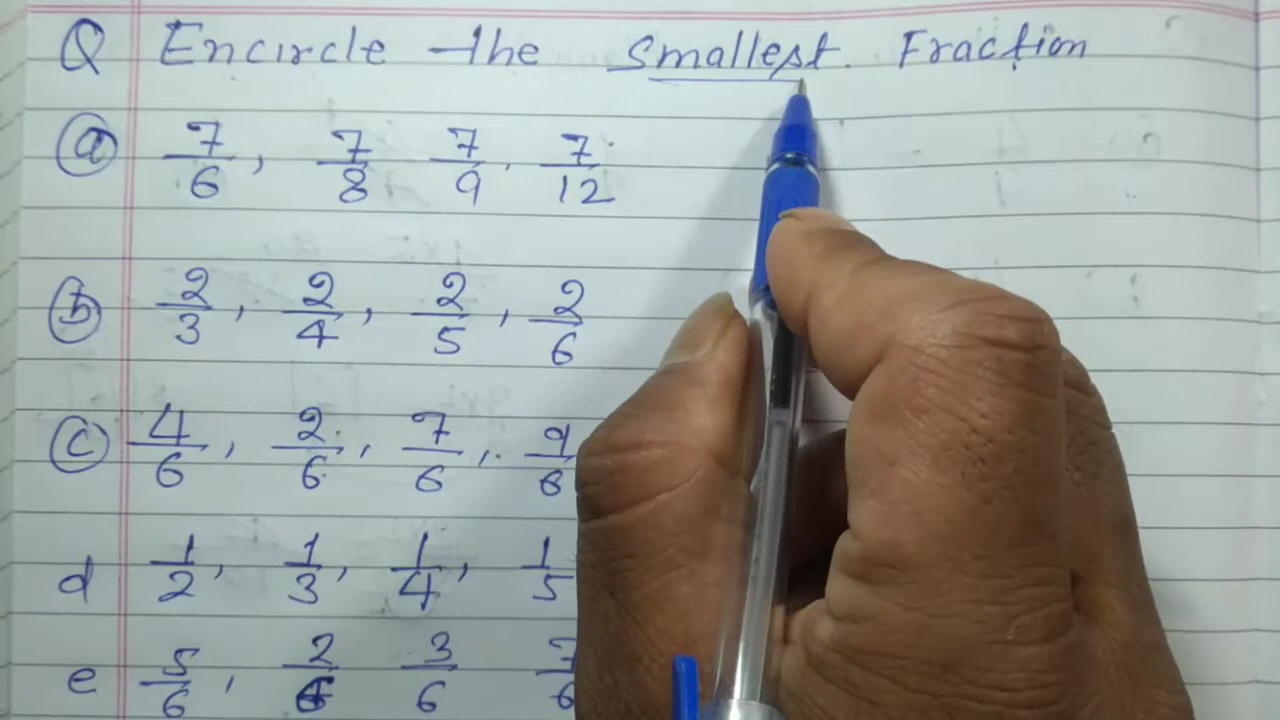 Q Encircle the Smallest Fraction
(a) 7/6, 7/8 7/9, 7/12
(b) 2/3, 2/4, 2/5, 2/6
(c) 4/6, 2/6, 7/6, 9/6
d 1/2, 1/3, 1/4, 1/5
e 5/6, 2/6 3/6